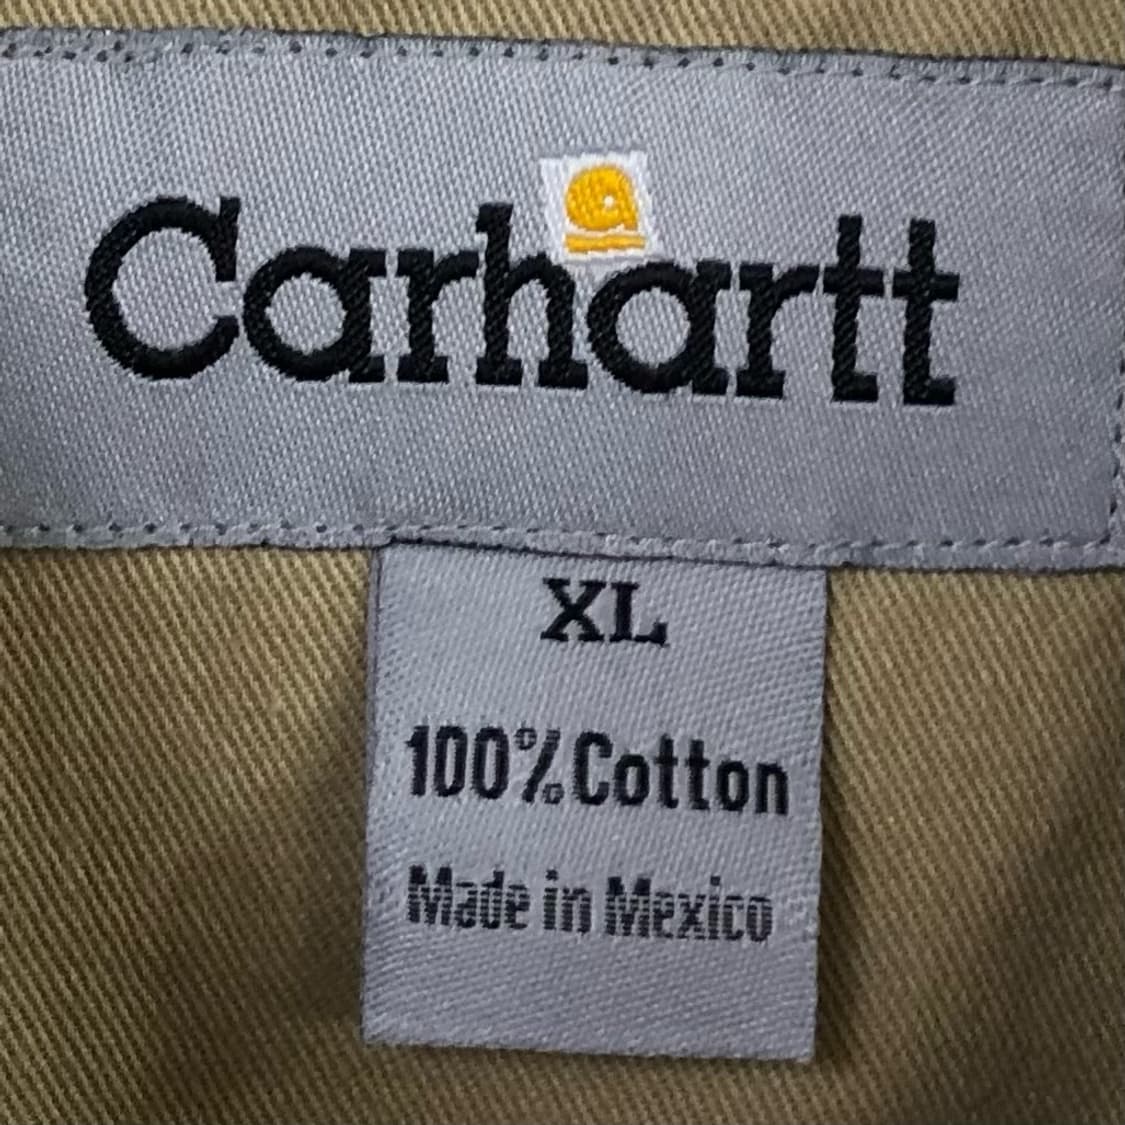 Carhartt
XL
100% Cotton
Made in Mexico